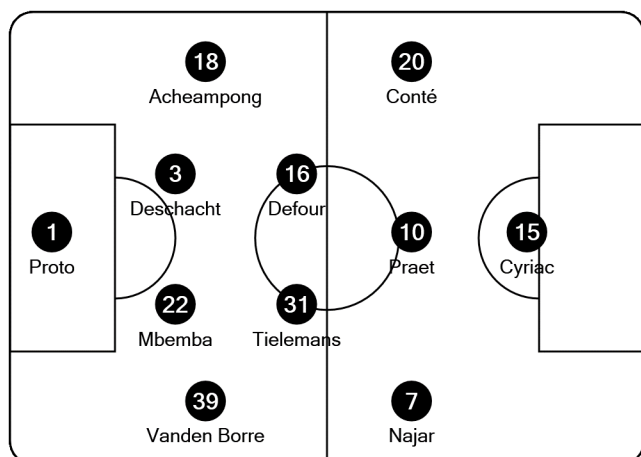 18
Acheampong
20
Conté
3
Deschacht
16
Defour
1
Proto
10
Praet
15
Cyriac
22
Mbemba
31
Tielemans
39
Vanden Borre
7
Najar